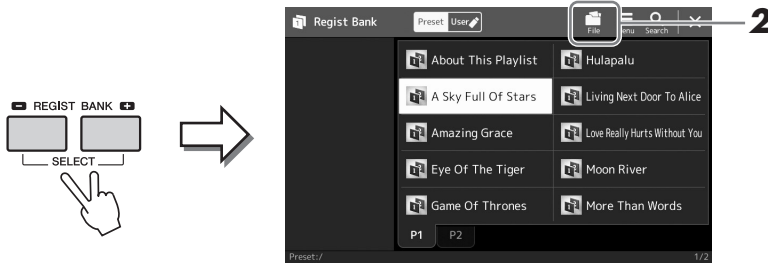 REGIST BANK
SELECT
Regist Bank
Preset User
File Menu Search
2
About This Playlist
Hulapalu
A Sky Full Of Stars
Living Next Door To Alice
Amazing Grace
Love Really Hurts Without You
Eye Of The Tiger
Moon River
Game Of Thrones
More Than Words
P1 P2
Preset:/ 1/2